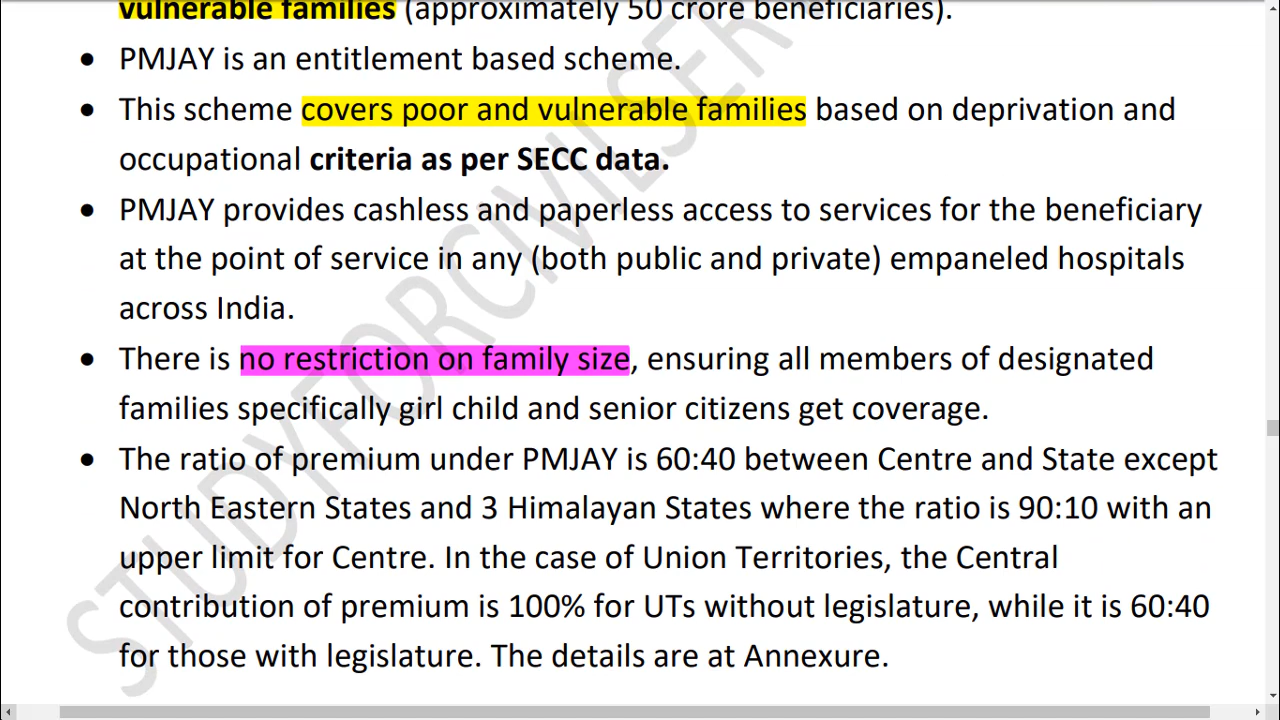 vulnerable families (approximately 50 crore beneficiaries).
• PMJAY is an entitlement based scheme.
• This scheme covers poor and vulnerable families based on deprivation and
occupational criteria as per SECC data.
• PMJAY provides cashless and paperless access to services for the beneficiary
at the point of service in any (both public and private) empaneled hospitals
across India.
• There is no restriction on family size, ensuring all members of designated
families specifically girl child and senior citizens get coverage.
• The ratio of premium under PMJAY is 60:40 between Centre and State except
North Eastern States and 3 Himalayan States where the ratio is 90:10 with an
upper limit for Centre. In the case of Union Territories, the Central
contribution of premium is 100% for UTs without legislature, while it is 60:40
for those with legislature. The details are at Annexure.
STUDYFORCIVILSER